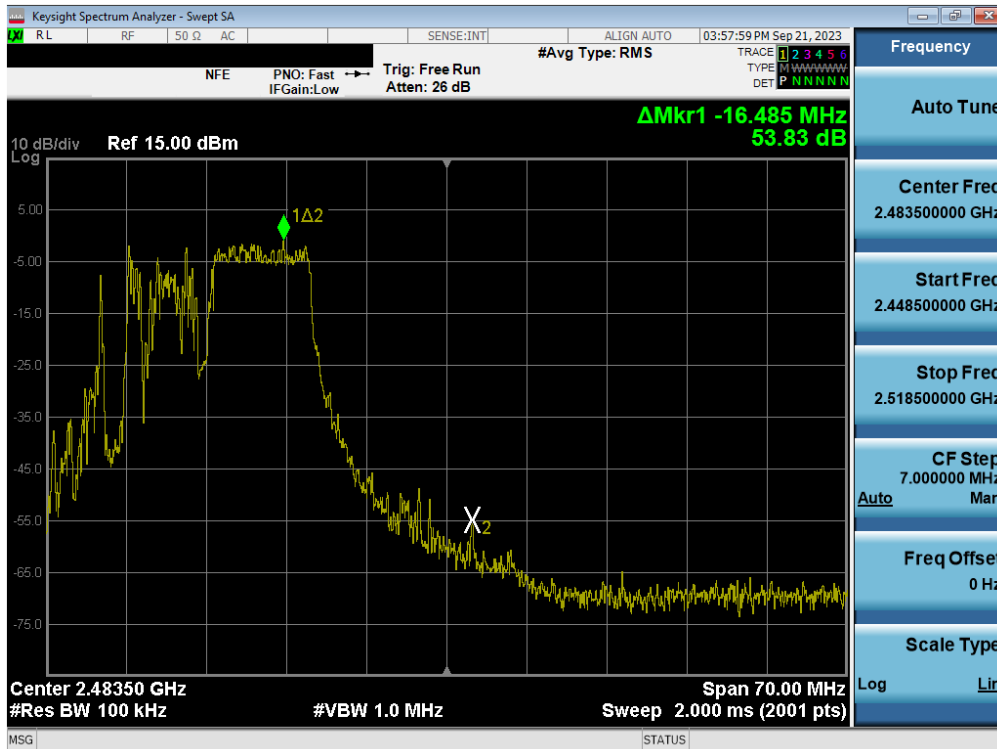 Keysight Spectrum Analyzer - Swept SA
LXI RL RF 50 Ω AC SENSE:INT ALIGN AUTO 03:57:59 PM Sep 21, 2023
NFE
PNO: Fast
IFGain:Low
Trig: Free Run
Atten: 26 dB
#Avg Type: RMS
TRACE 1 2 3 4 5 6
TYPE M WWWWW
DET P N N N N N
ΔMkr1 -16.485 MHz
53.83 dB
10 dB/div
Log
Ref 15.00 dBm
1Δ2
5.00
-5.00
-15.0
-25.0
-35.0
-45.0
-55.0
X2
-65.0
-75.0
Center 2.48350 GHz
Span 70.00 MHz
#Res BW 100 kHz
#VBW 1.0 MHz
Sweep 2.000 ms (2001 pts)
MSG
STATUS
Frequency
Auto Tune
Center Freq
2.483500000 GHz
Start Freq
2.448500000 GHz
Stop Freq
2.518500000 GHz
CF Step
7.000000 MHz
Auto Man
Freq Offset
0 Hz
Scale Type
Log Lin